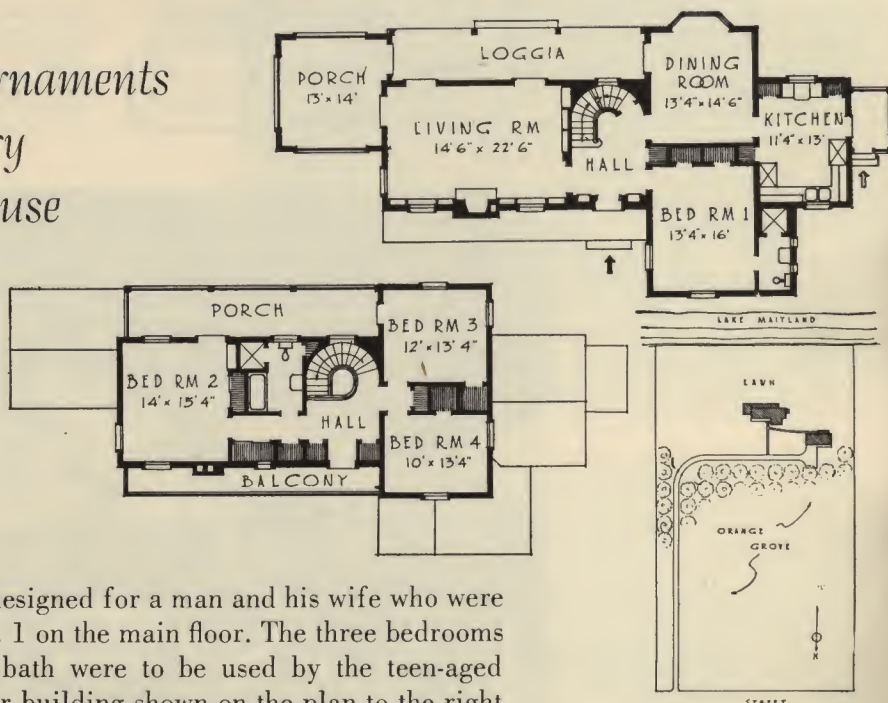 rnaments
ry
use
PORCH
13' × 14'
LOGGIA
LIVING RM
14'6" × 22'6"
HALL
DINING
ROOM
13'4" × 14'6"
KITCHEN
11'4" × 13'
BED RM 1
13'4" × 16'
PORCH
BED RM 2
14' × 15'4"
HALL
BED RM 3
12' × 13'4"
BED RM 4
10' × 13'4"
BALCONY
LAKE MAITLAND
LAWN
ORANGE
GROVE
N
STREET
designed for a man and his wife who were
. 1 on the main floor. The three bedrooms
bath were to be used by the teen-aged
r building shown on the plan to the right